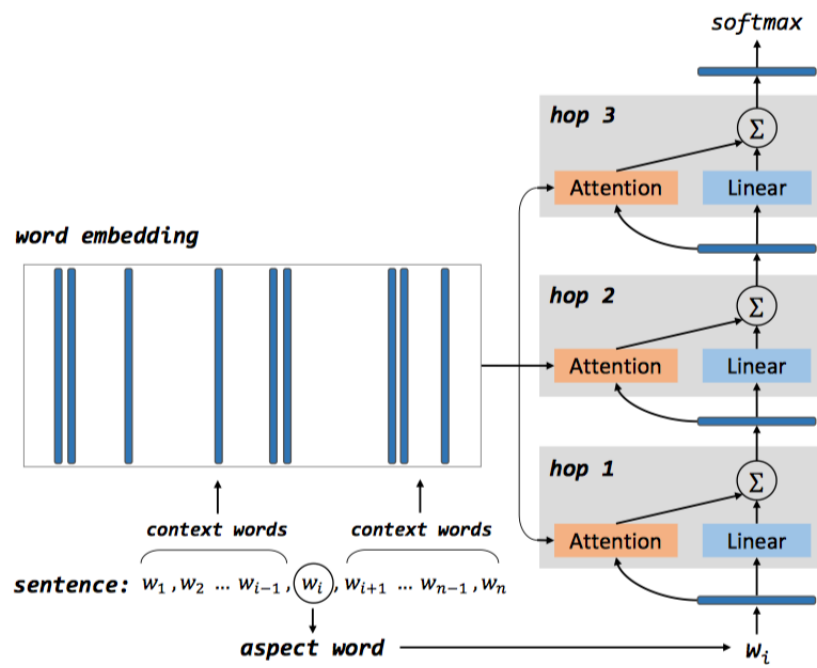 softmax
hop 3
Σ
Attention
Linear
word embedding
hop 2
Σ
Attention
Linear
hop 1
Σ
context words
context words
Attention
Linear
sentence: w₁ , w₂ … wᵢ₋₁ , wᵢ , wᵢ₊₁ … wₙ₋₁ , wₙ
aspect word
wᵢ